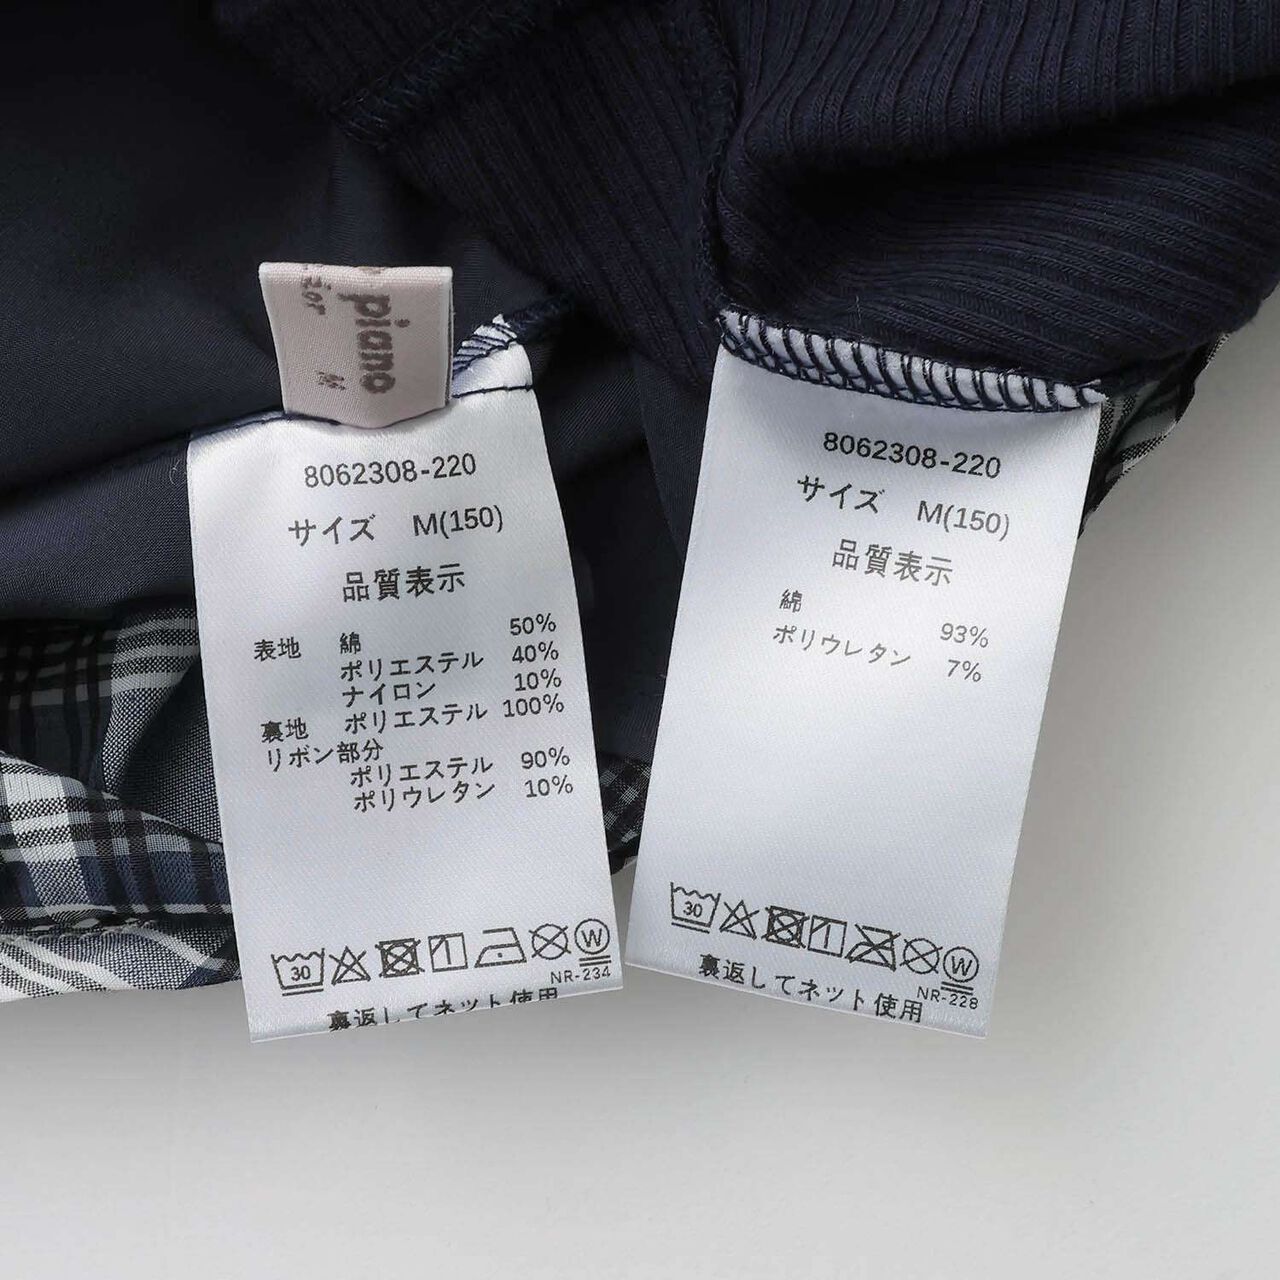 piano
M
8062308-220
サイズ M(150)
品質表示
表地 綿 50%
ポリエステル 40%
ナイロン 10%
裏地 ポリエステル 100%
リボン部分
ポリエステル 90%
ポリウレタン 10%
30
W
NR-234
裏返してネット使用
8062308-220
サイズ M(150)
品質表示
綿 93%
ポリウレタン 7%
30
W
NR-228
裏返してネット使用